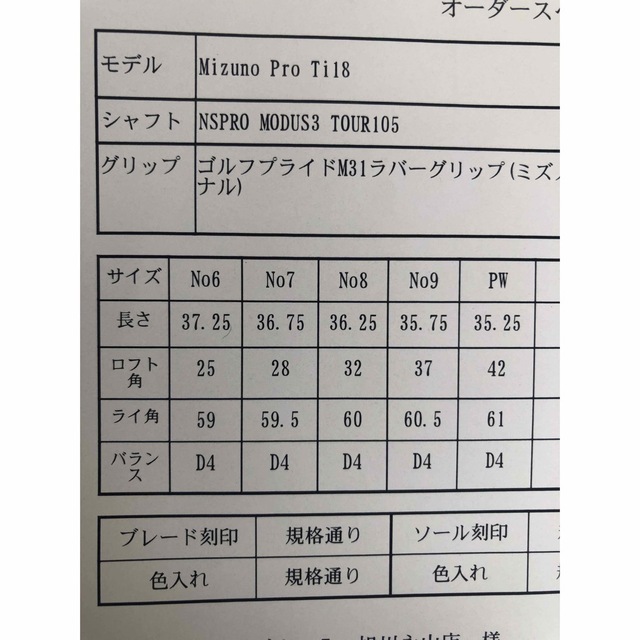 オーダースペ
モデル Mizuno Pro Ti18
シャフト NSPRO MODUS3 TOUR105
グリップ ゴルフプライドM31ラバーグリップ(ミズノ
ナル)
サイズ No6 No7 No8 No9 PW
長さ 37.25 36.75 36.25 35.75 35.25
ロフト角 25 28 32 37 42
ライ角 59 59.5 60 60.5 61
バランス D4 D4 D4 D4 D4
ブレード刻印 規格通り ソール刻印
色入れ 規格通り 色入れ
様